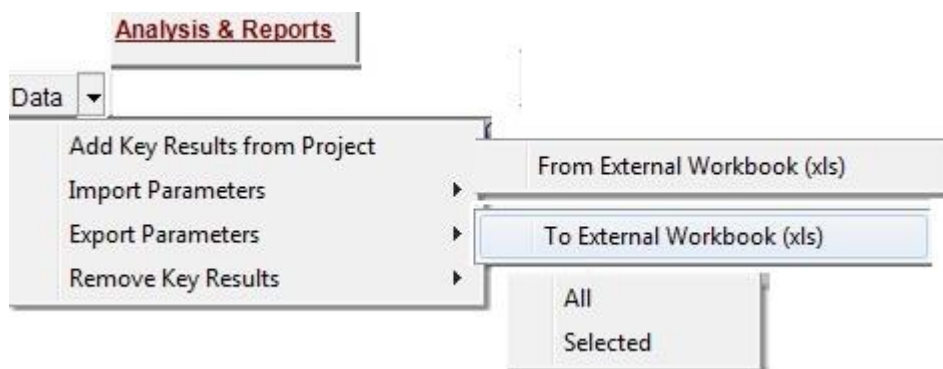 Analysis & Reports
Data
Add Key Results from Project
Import Parameters
Export Parameters
Remove Key Results
From External Workbook (xls)
To External Workbook (xls)
All
Selected